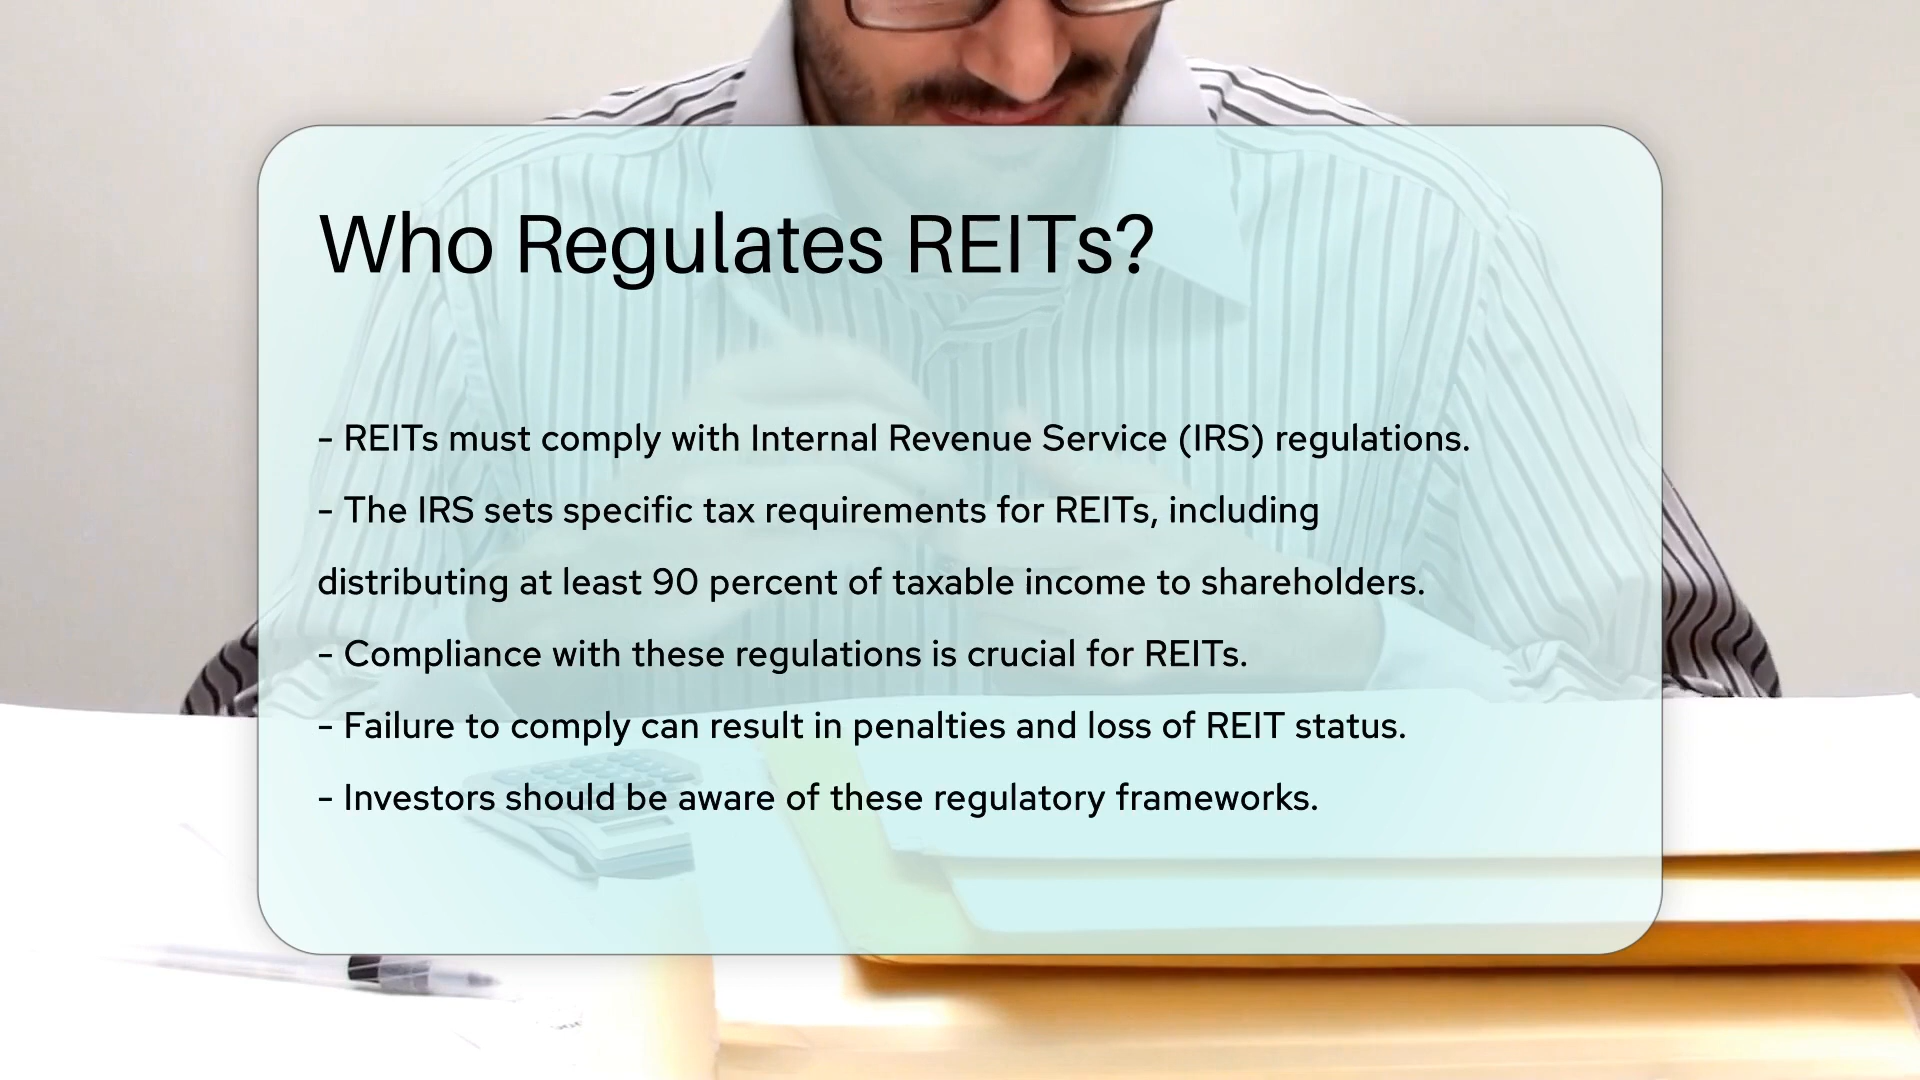 Who Regulates REITs?
- REITs must comply with Internal Revenue Service (IRS) regulations.
- The IRS sets specific tax requirements for REITs, including
distributing at least 90 percent of taxable income to shareholders.
- Compliance with these regulations is crucial for REITs.
- Failure to comply can result in penalties and loss of REIT status.
- Investors should be aware of these regulatory frameworks.